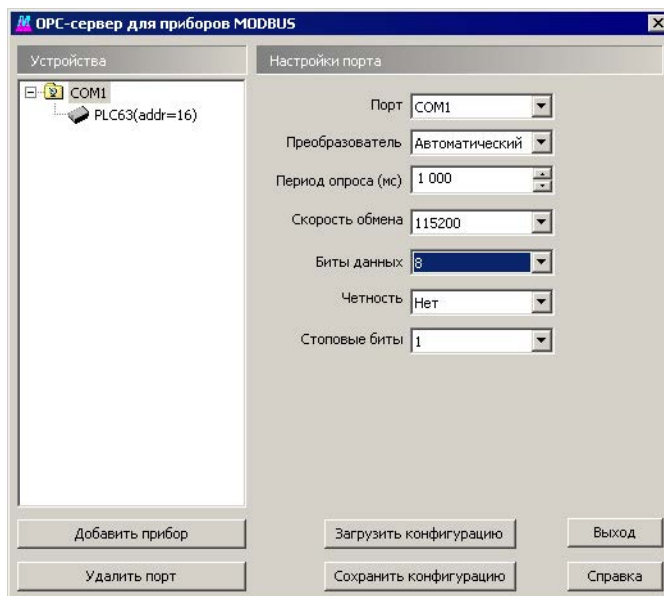 OPC-сервер для приборов MODBUS
Устройства
COM1
PLC63(addr=16)
Добавить прибор
Удалить порт
Настройки порта
Порт COM1
Преобразователь Автоматический
Период опроса (мс) 1 000
Скорость обмена 115200
Биты данных 8
Четность Нет
Стоповые биты 1
Загрузить конфигурацию
Сохранить конфигурацию
Выход
Справка